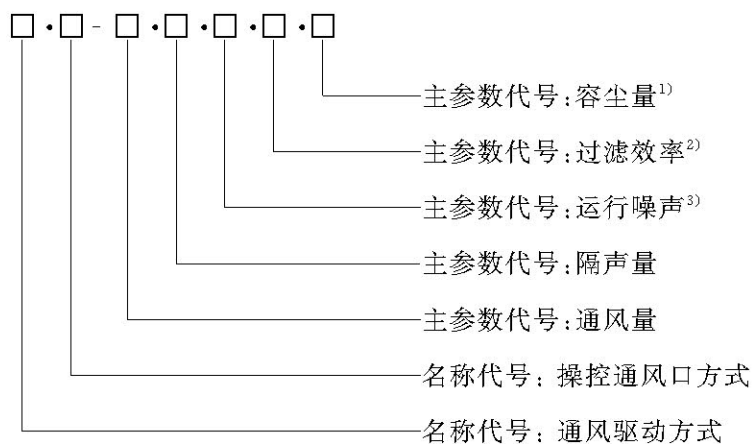 □·□-□·□·□·□·□
主参数代号:容尘量1)
主参数代号:过滤效率2)
主参数代号:运行噪声3)
主参数代号:隔声量
主参数代号:通风量
名称代号:操控通风口方式
名称代号:通风驱动方式